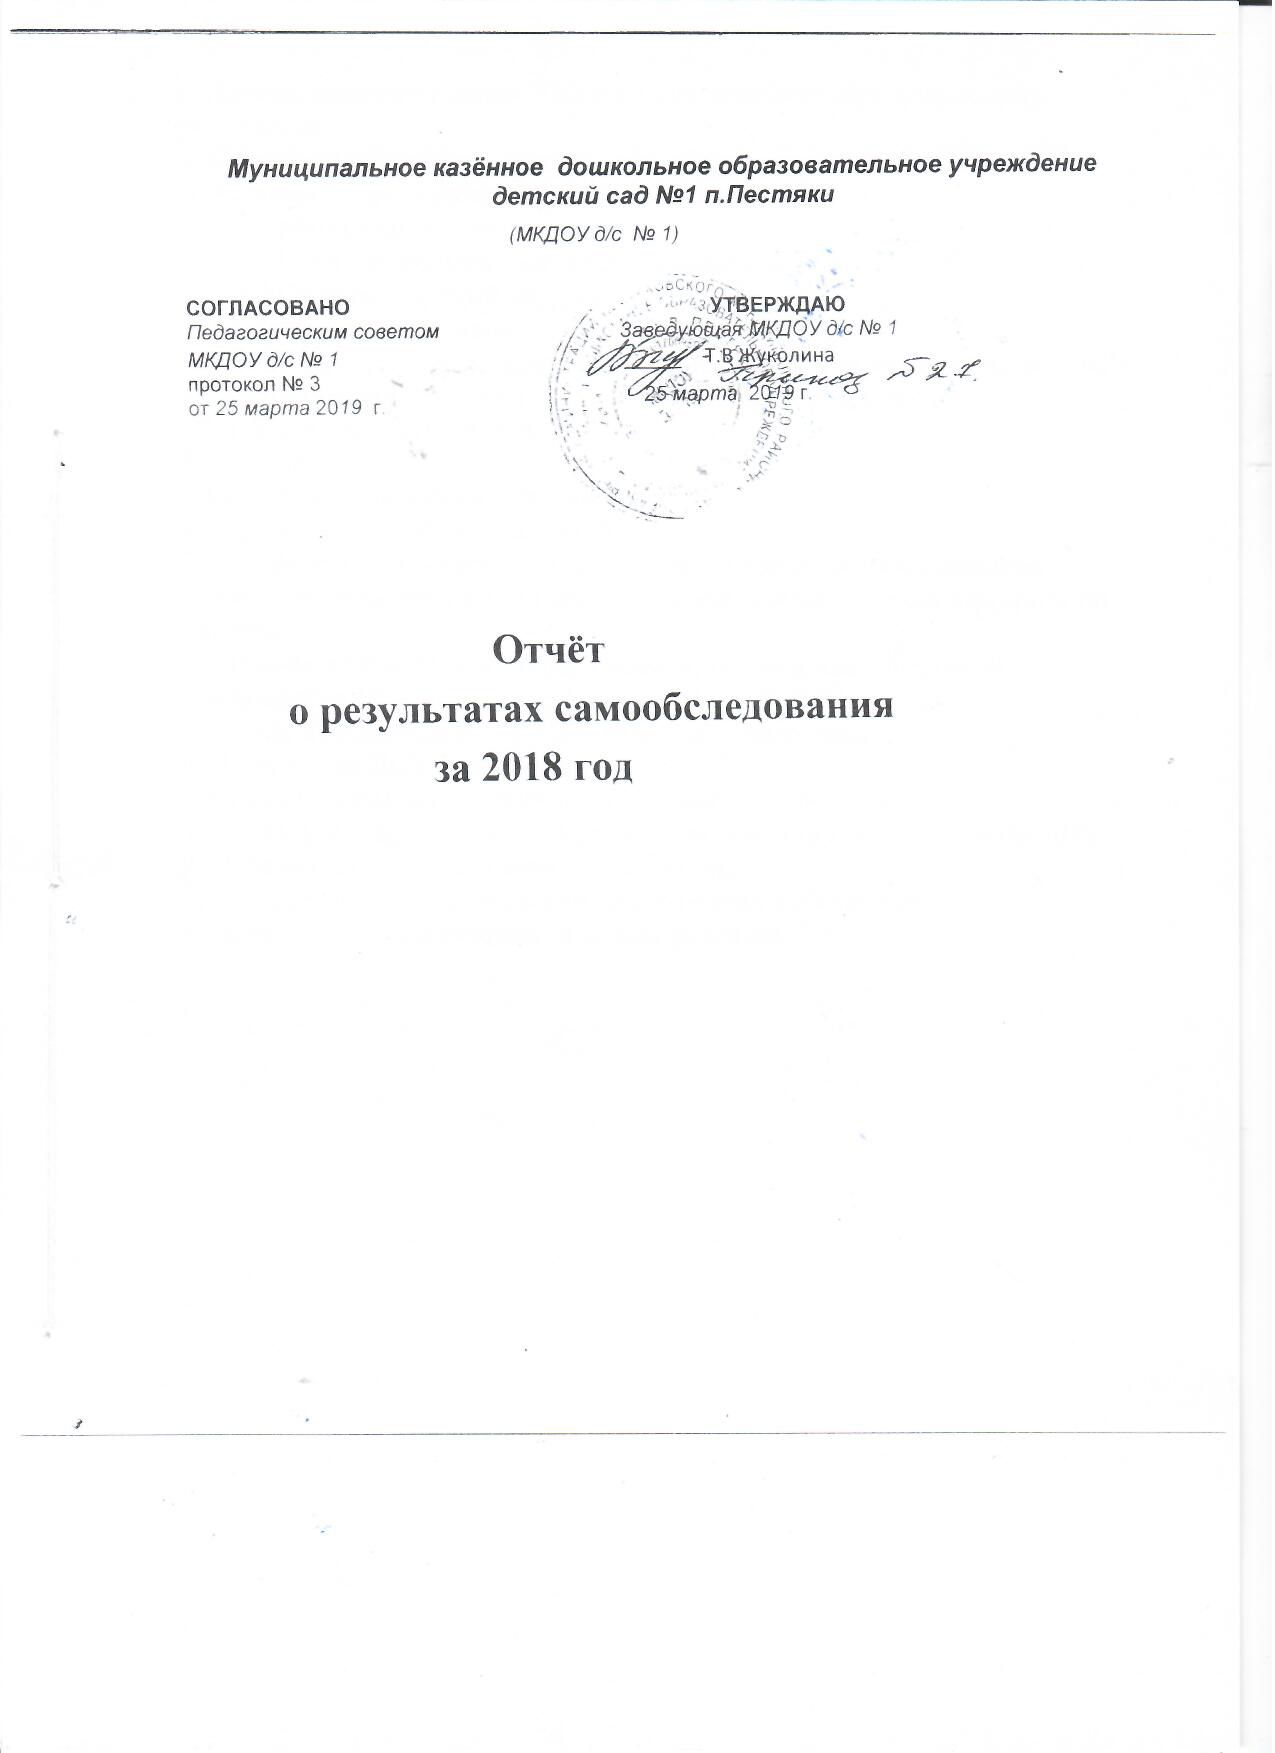 Муниципальное казённое дошкольное образовательное учреждение
детский сад №1 п.Пестяки
(МКДОУ д/с № 1)
СОГЛАСОВАНО
Педагогическим советом
МКДОУ д/с № 1
протокол № 3
от 25 марта 2019 г.
УТВЕРЖДАЮ
Заведующая МКДОУ д/с № 1
Т.В Жуколина
25 марта 2019 г.
Отчёт
о результатах самообследования
за 2018 год